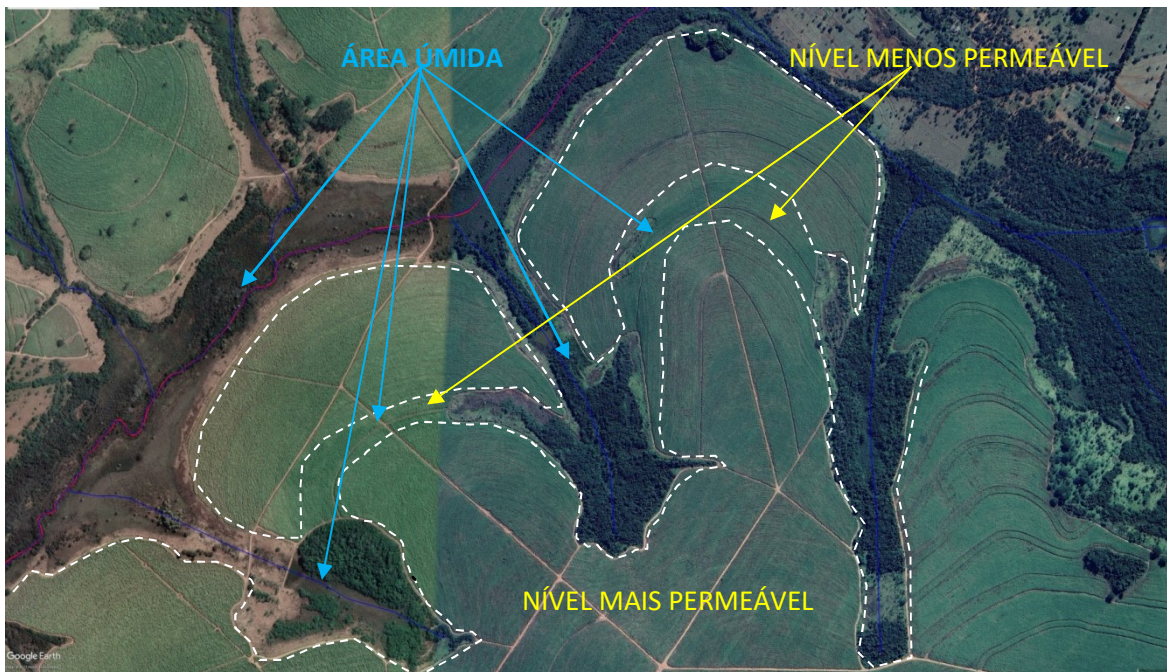 ÁREA ÚMIDA
NÍVEL MENOS PERMEÁVEL
NÍVEL MAIS PERMEÁVEL
Google Earth